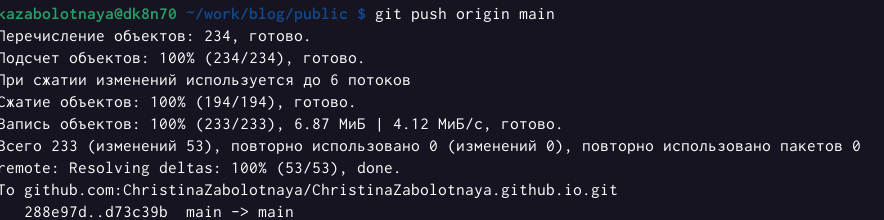 kazabolotnaya@dk8n70 ~/work/blog/public $ git push origin main
Перечисление объектов: 234, готово.
Подсчет объектов: 100% (234/234), готово.
При сжатии изменений используется до 6 потоков
Сжатие объектов: 100% (194/194), готово.
Запись объектов: 100% (233/233), 6.87 МиБ | 4.12 МиБ/с, готово.
Всего 233 (изменений 53), повторно использовано 0 (изменений 0), повторно использовано пакетов 0
remote: Resolving deltas: 100% (53/53), done.
To github.com:ChristinaZabolotnaya/ChristinaZabolotnaya.github.io.git
   288e97d..d73c39b  main -> main